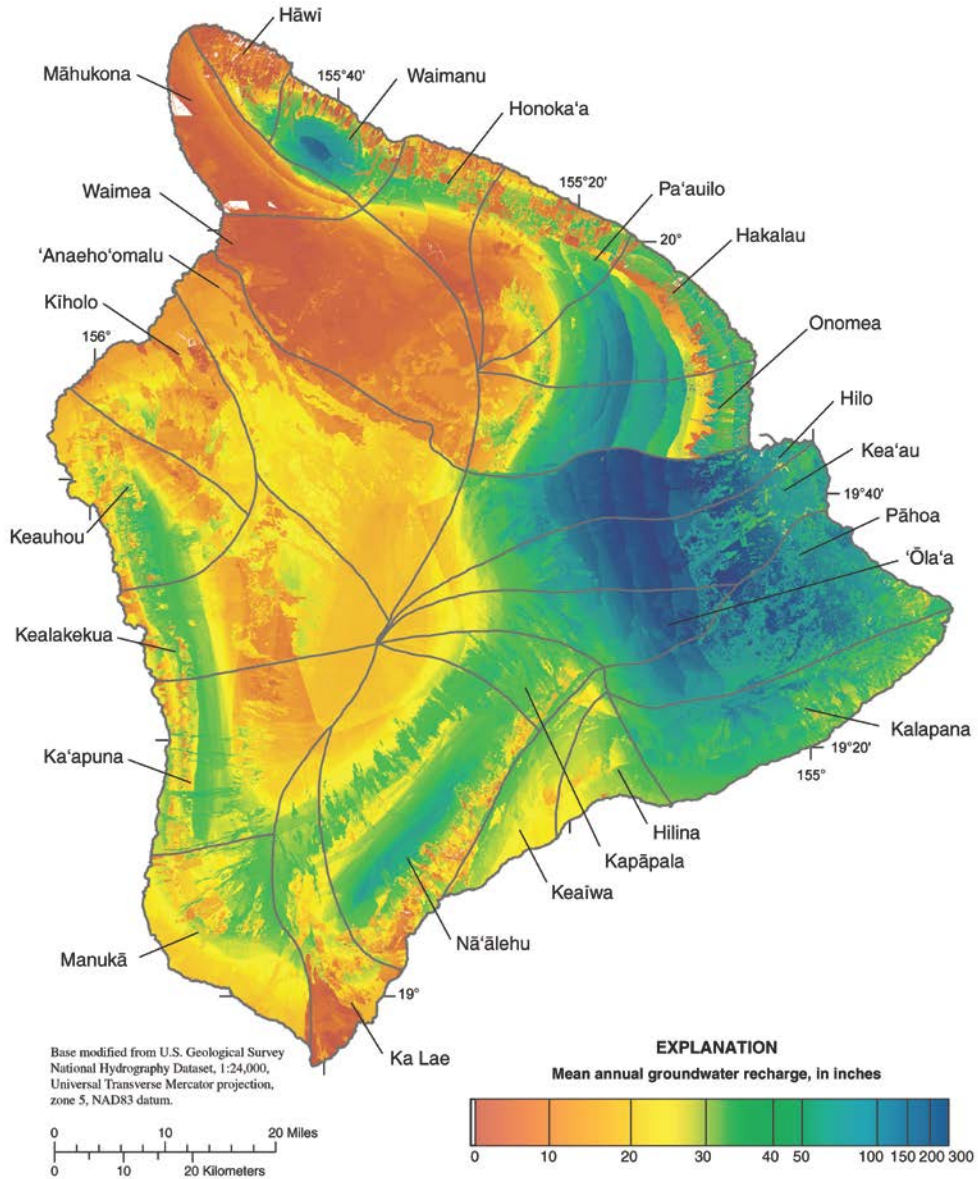 Hāwi
155°40'
Māhukona
Waimanu
Honoka‘a
155°20'
Waimea
Pa‘auilo
20°
Hakalau
‘Anaeho‘omalu
Kīholo
Onomea
156°
Hilo
Kea‘au
19°40'
Keauhou
Pāhoa
‘Ōla‘a
Kealakekua
Kalapana
19°20'
155°
Ka‘apuna
Hilina
Kapāpala
Keaīwa
Nā‘ālehu
Manukā
19°
Ka Lae
Base modified from U.S. Geological Survey
National Hydrography Dataset, 1:24,000,
Universal Transverse Mercator projection,
zone 5, NAD83 datum.
0 10 20 Miles
0 10 20 Kilometers
EXPLANATION
Mean annual groundwater recharge, in inches
0 10 20 30 40 50 100 150 200 300